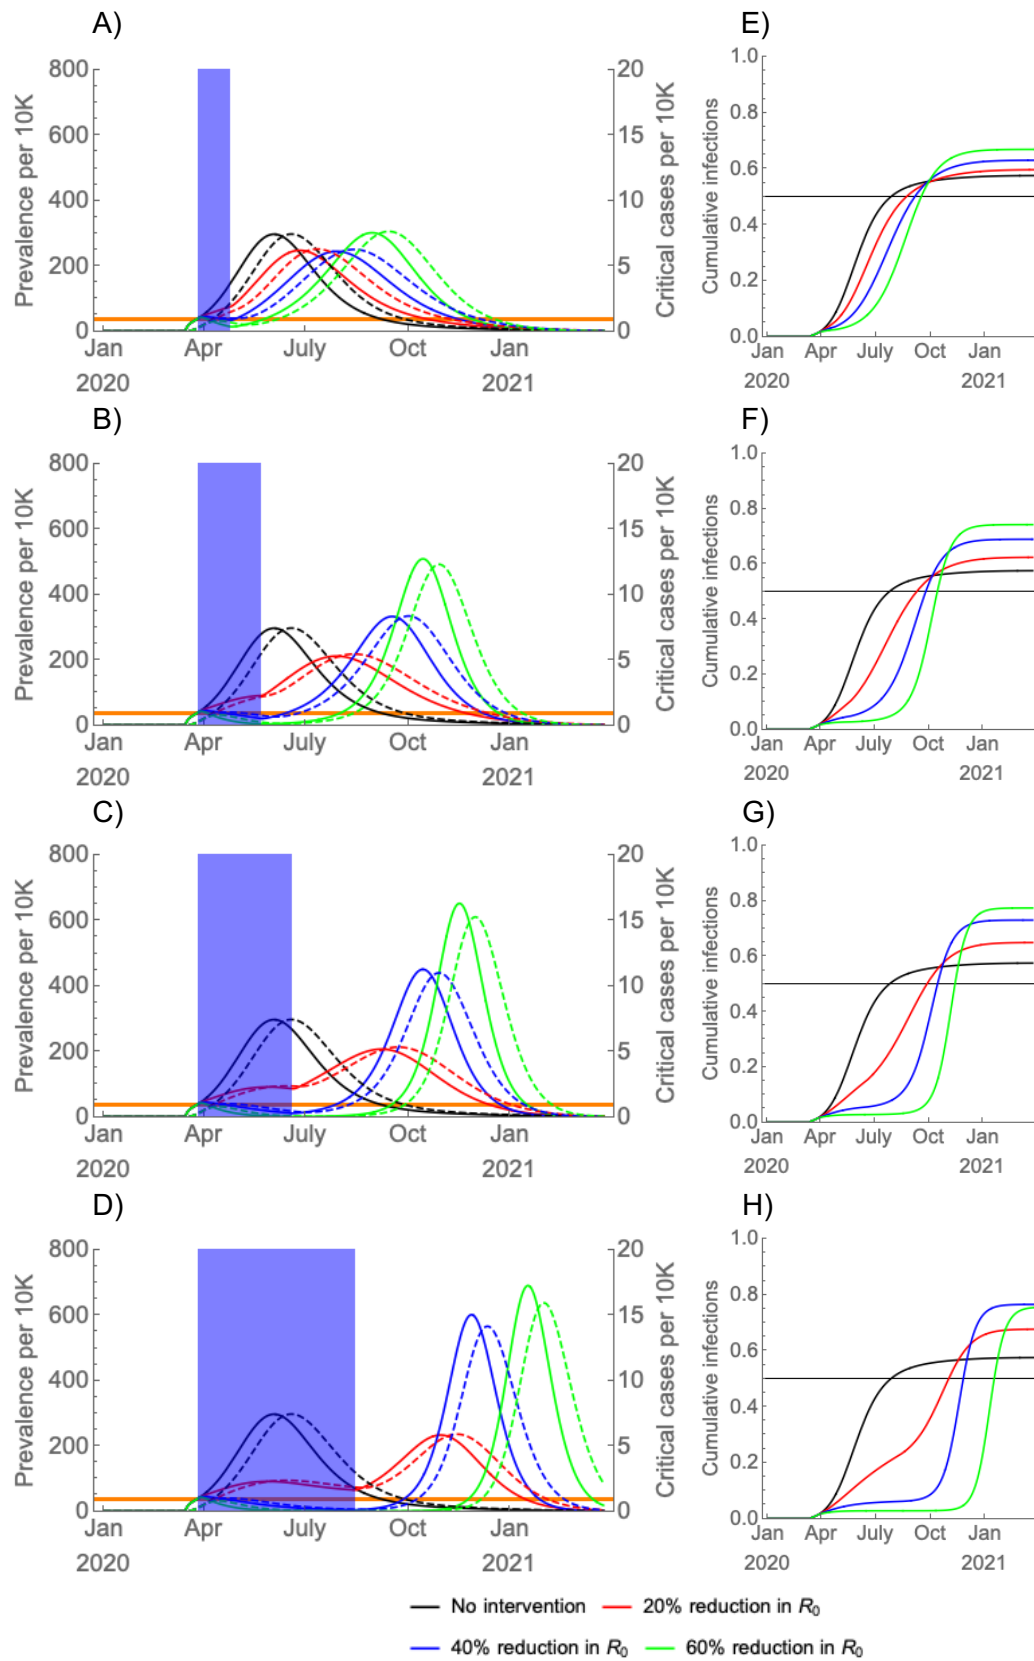 A)
E)
Prevalence per 10K
800
600
400
200
0
20
15
10
5
0
Critical cases per 10K
Jan
Apr
July
Oct
Jan
2020
2021
Cumulative infections
1.0
0.8
0.6
0.4
0.2
0.0
Jan
Apr
July
Oct
Jan
2020
2021
B)
F)
Prevalence per 10K
800
600
400
200
0
20
15
10
5
0
Critical cases per 10K
Jan
Apr
July
Oct
Jan
2020
2021
Cumulative infections
1.0
0.8
0.6
0.4
0.2
0.0
Jan
Apr
July
Oct
Jan
2020
2021
C)
G)
Prevalence per 10K
800
600
400
200
0
20
15
10
5
0
Critical cases per 10K
Jan
Apr
July
Oct
Jan
2020
2021
Cumulative infections
1.0
0.8
0.6
0.4
0.2
0.0
Jan
Apr
July
Oct
Jan
2020
2021
D)
H)
Prevalence per 10K
800
600
400
200
0
20
15
10
5
0
Critical cases per 10K
Jan
Apr
July
Oct
Jan
2020
2021
Cumulative infections
1.0
0.8
0.6
0.4
0.2
0.0
Jan
Apr
July
Oct
Jan
2020
2021
No intervention
20% reduction in R₀
40% reduction in R₀
60% reduction in R₀